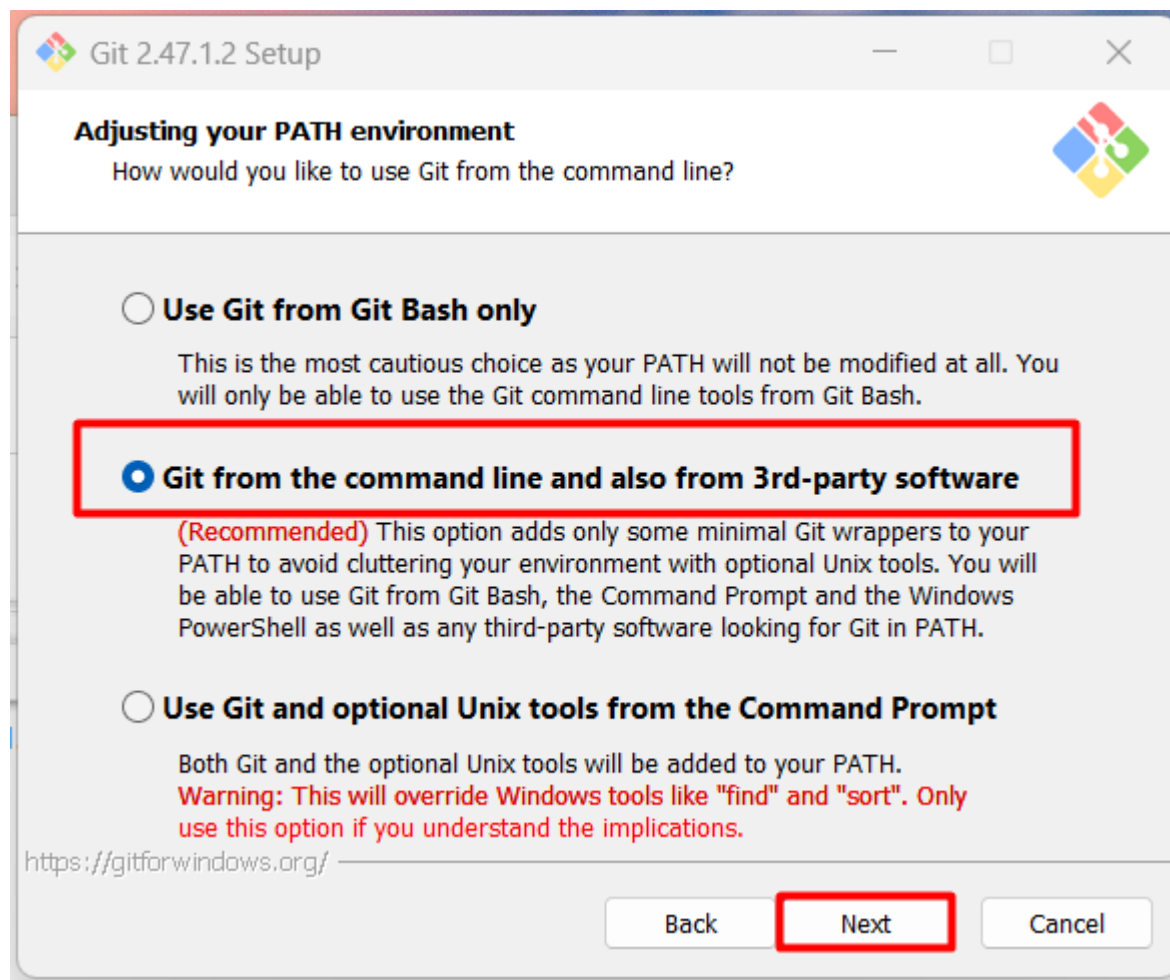 Git 2.47.1.2 Setup
Adjusting your PATH environment
How would you like to use Git from the command line?
Use Git from Git Bash only
This is the most cautious choice as your PATH will not be modified at all. You
will only be able to use the Git command line tools from Git Bash.
Git from the command line and also from 3rd-party software
(Recommended) This option adds only some minimal Git wrappers to your
PATH to avoid cluttering your environment with optional Unix tools. You will
be able to use Git from Git Bash, the Command Prompt and the Windows
PowerShell as well as any third-party software looking for Git in PATH.
Use Git and optional Unix tools from the Command Prompt
Both Git and the optional Unix tools will be added to your PATH.
Warning: This will override Windows tools like "find" and "sort". Only
use this option if you understand the implications.
https://gitforwindows.org/
Back Next Cancel